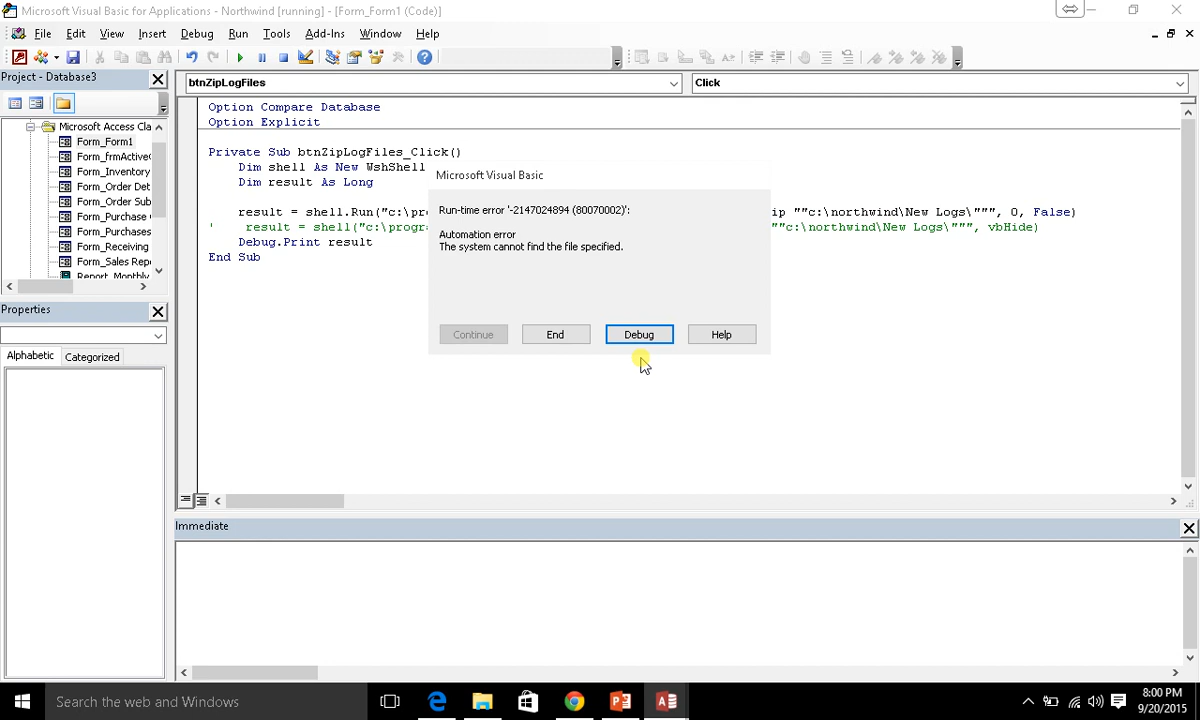 Microsoft Visual Basic for Applications - Northwind [running] - [Form_Form1 (Code)]
File Edit View Insert Debug Run Tools Add-Ins Window Help
Project - Database3
btnZipLogFiles
Click
Microsoft Access Cla
Form_Form1
Form_frmActive
Form_Inventory
Form_Order Det
Form_Order Sub
Form_Purchase
Form_Purchases
Form_Receiving
Form_Sales Rep
Report_Monthly
Properties
Alphabetic Categorized
Option Compare Database
Option Explicit
Private Sub btnZipLogFiles_Click()
Dim shell As New WshShell
Dim result As Long
result = shell.Run("c:\pr ip ""c:\northwind\New Logs\""", 0, False)
' result = shell("c:\progr ""c:\northwind\New Logs\""", vbHide)
Debug.Print result
End Sub
Microsoft Visual Basic
Run-time error '-2147024894 (80070002)':
Automation error
The system cannot find the file specified.
Continue End Debug Help
Immediate
Search the web and Windows
8:00 PM
9/20/2015